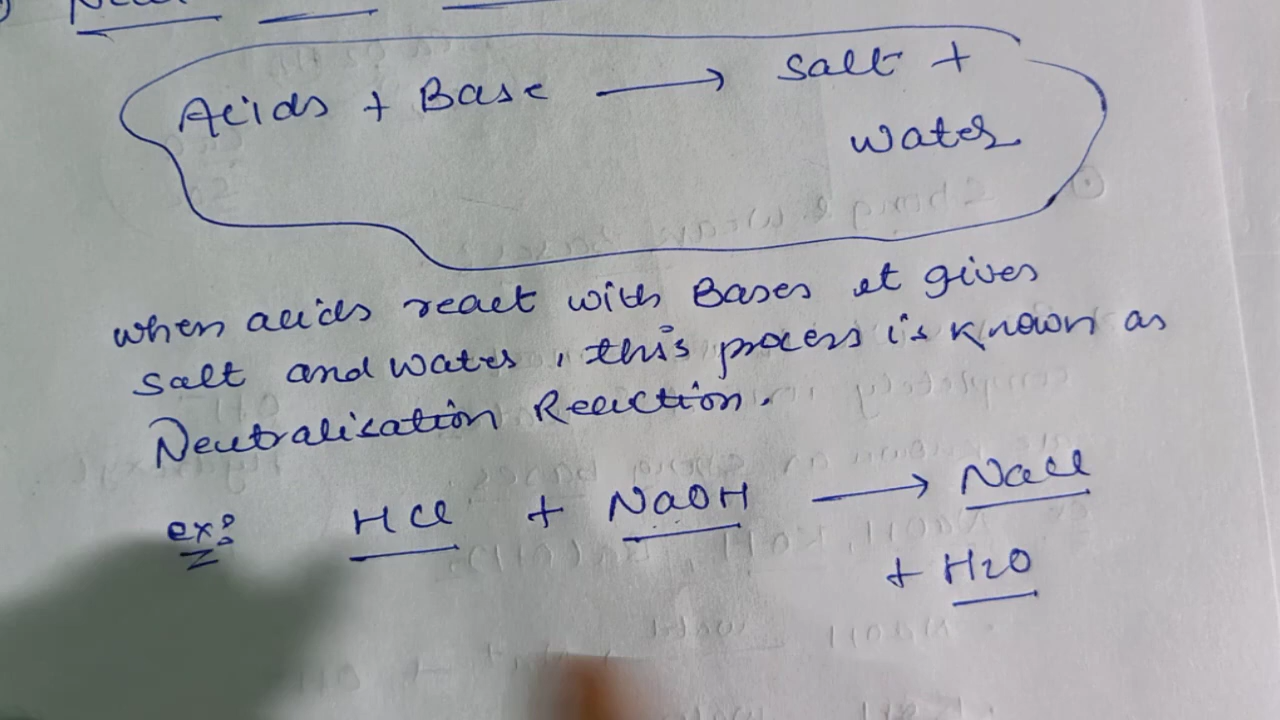 Acids + Base → Salt +
Water
When acids react with Bases it gives
salt and water, this process is known as
Neutralisation Reaction.
ex: HCl + NaOH → NaCl
+ H2O